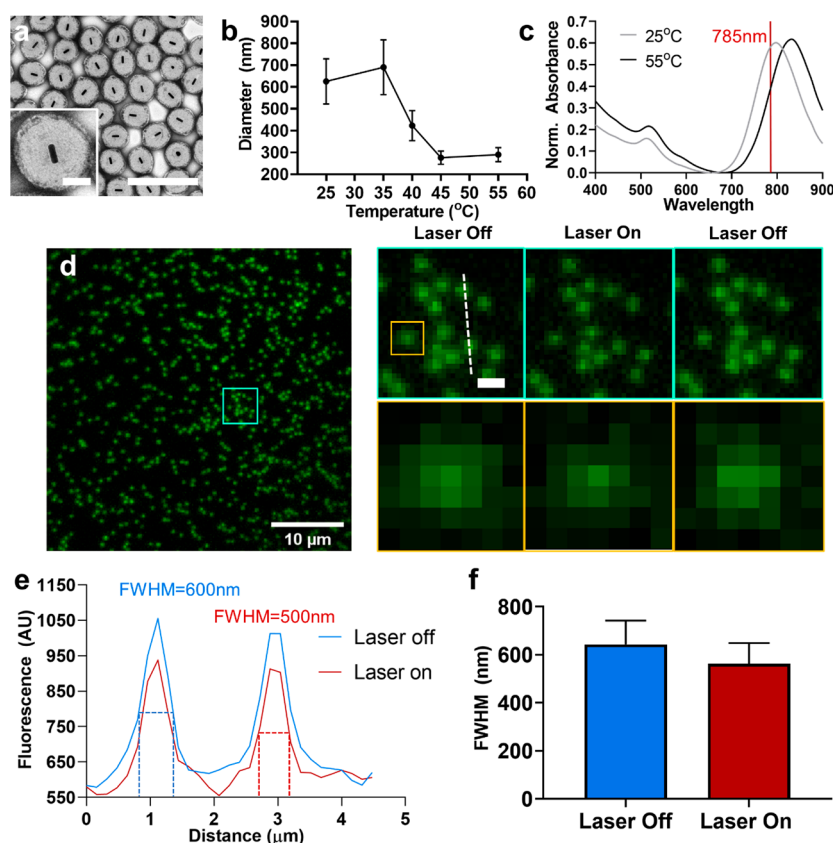 a
b
Diameter (nm)
900
800
700
600
500
400
300
200
25 30 35 40 45 50 55 60
Temperature (°C)
c
Norm. Absorbance
0.7
0.6
0.5
0.4
0.3
0.2
0.1
0.0
25°C
55°C
785nm
400 500 600 700 800 900
Wavelength
d
10 μm
Laser Off
Laser On
Laser Off
e
Fluorescence (AU)
1150
1050
950
850
750
650
550
FWHM=600nm
FWHM=500nm
Laser off
Laser on
0 1 2 3 4 5
Distance (μm)
f
FWHM (nm)
800
600
400
200
0
Laser Off
Laser On